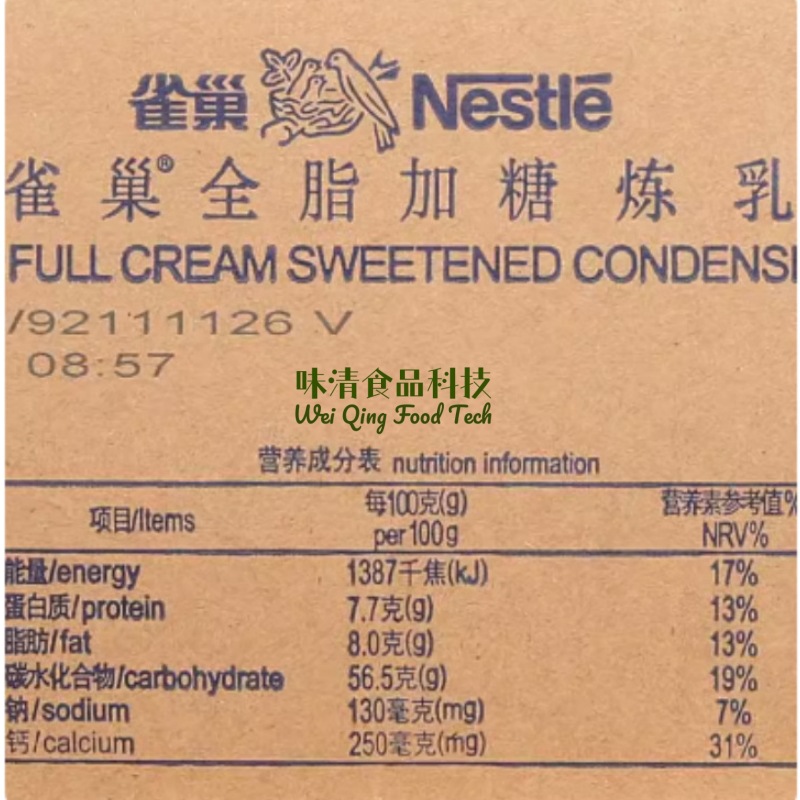 雀巢 Nestlé
雀巢®全脂加糖炼乳
FULL CREAM SWEETENED CONDENS
/92111126 V
08:57
味清食品科技
Wei Qing Food Tech
营养成分表 nutrition information
项目/Items 每100克(g) 营养素参考值%
per 100g NRV%
能量/energy 1387千焦(kJ) 17%
蛋白质/protein 7.7克(g) 13%
脂肪/fat 8.0克(g) 13%
碳水化合物/carbohydrate 56.5克(g) 19%
钠/sodium 130毫克(mg) 7%
钙/calcium 250毫克(mg) 31%